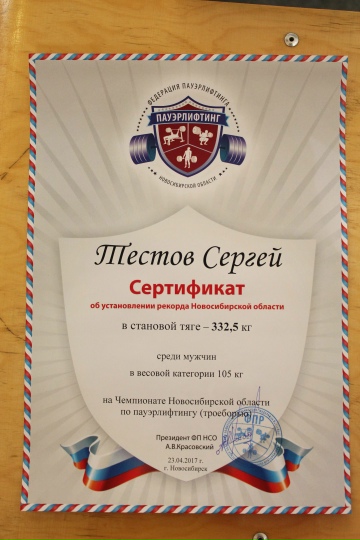 ФЕДЕРАЦИЯ ПАУЭРЛИФТИНГА
ПАУЭРЛИФТИНГ
НОВОСИБИРСКОЙ ОБЛАСТИ
Тестов Сергей
Сертификат
об установлении рекорда Новосибирской области
в становой тяге – 332,5 кг
среди мужчин
в весовой категории 105 кг
на Чемпионате Новосибирской области
по пауэрлифтингу (троеборью)
ФПР
Президент ФП НСО
А.В.Красовский
23.04.2017 г.
г. Новосибирск